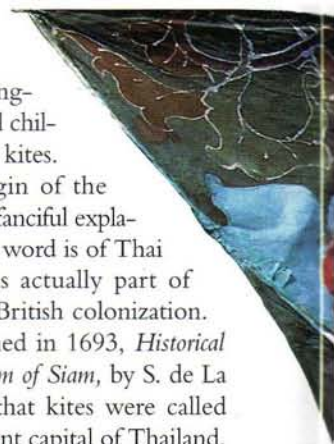 ng-
d chil-
kites.
gin of the
fanciful expla-
word is of Thai
s actually part of
British colonization.
ed in 1693, Historical
m of Siam, by S. de La
that kites were called
nt capital of Thailand.